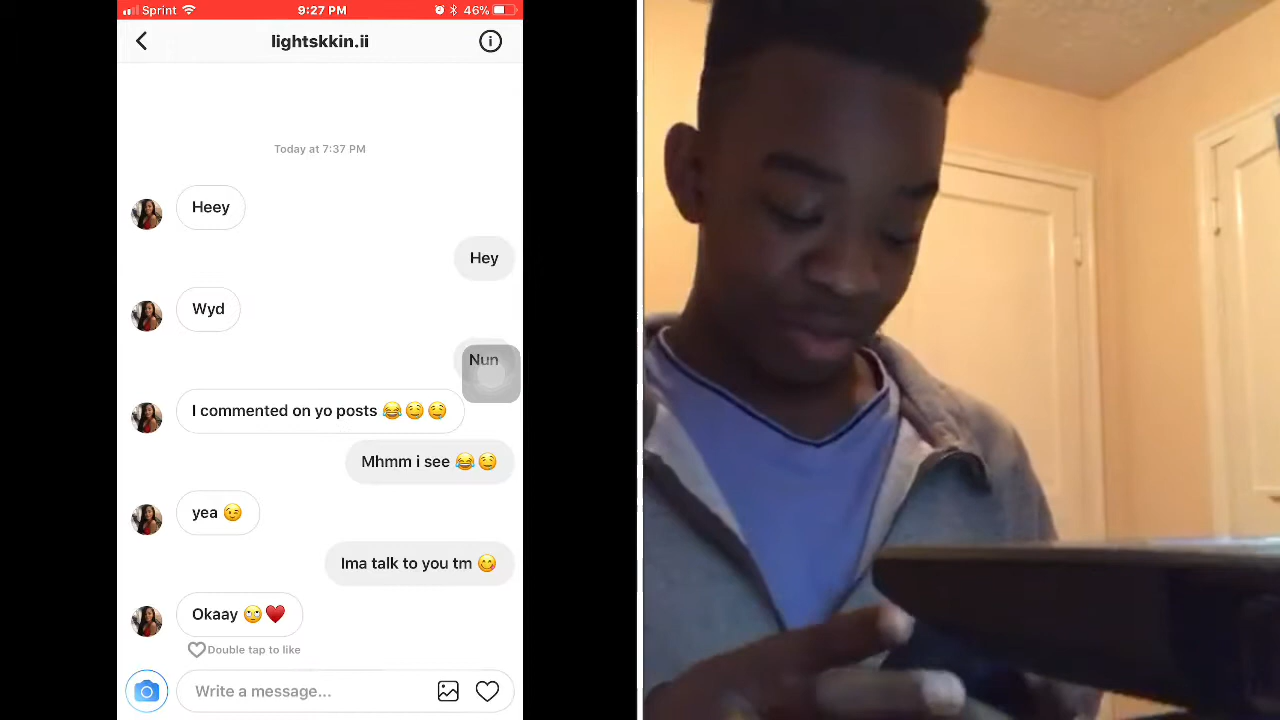 Sprint 9:27 PM 46%
lightskkin.ii
Today at 7:37 PM
Heey
Hey
Wyd
Nun
I commented on yo posts 😂🤤🤤
Mhmm i see 😂🤤
yea 😉
Ima talk to you tm 😋
Okaay 🙄♥️
Double tap to like
Write a message...